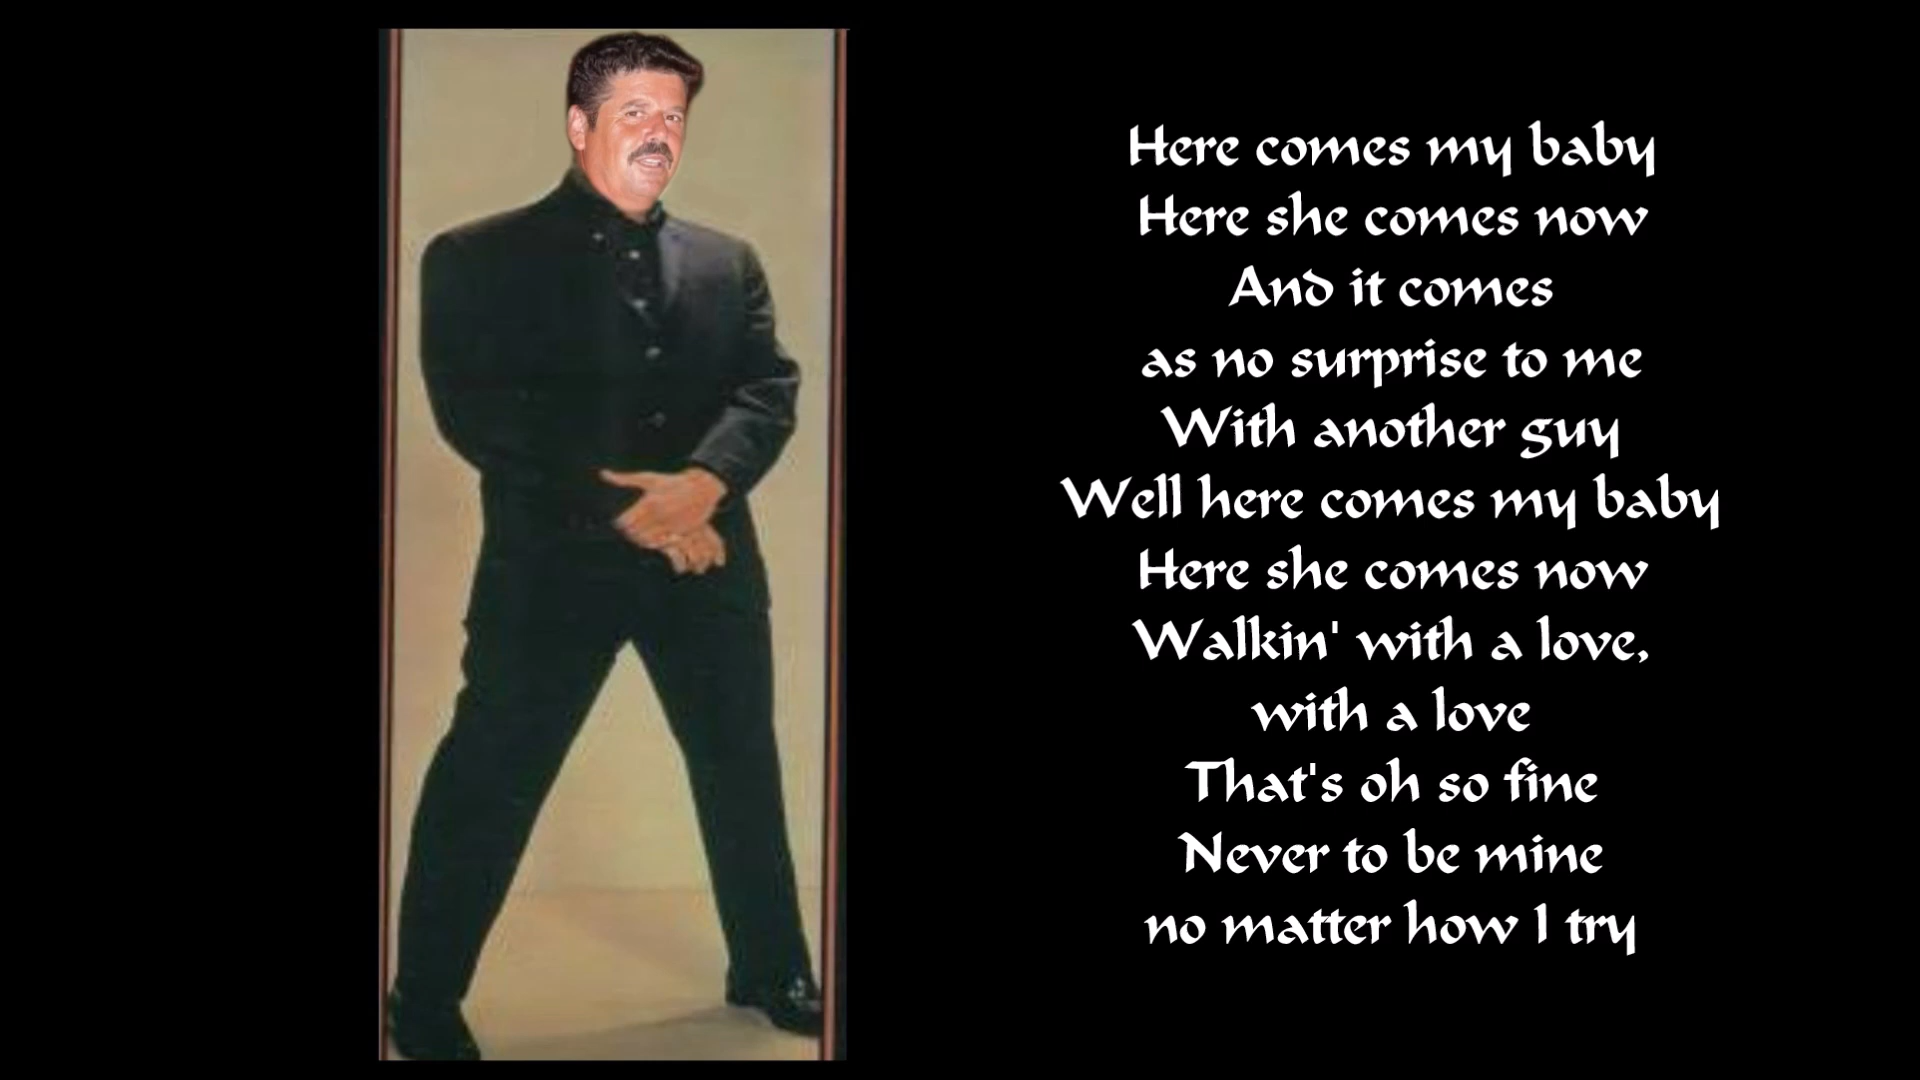 Here comes my baby
Here she comes now
And it comes
as no surprise to me
With another guy
Well here comes my baby
Here she comes now
Walkin' with a love,
with a love
That's oh so fine
Never to be mine
no matter how I try